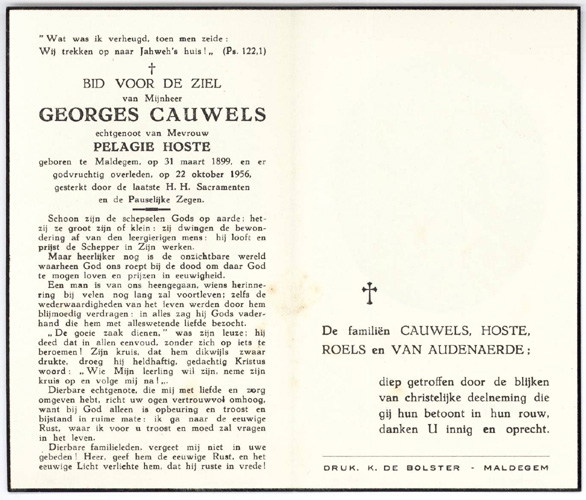 "Wat was ik verheugd, toen men zeide:
Wij trekken op naar Jahweh's huis!„ (Ps. 122,1)
†
BID VOOR DE ZIEL
van Mijnheer
GEORGES CAUWELS
echtgenoot van Mevrouw
PELAGIE HOSTE
geboren te Maldegem, op 31 maart 1899, en er
godvruchtig overleden, op 22 oktober 1956,
gesterkt door de laatste H. H. Sacramenten
en de Pauselijke Zegen.
Schoon zijn de schepselen Gods op aarde: het-
zij ze groot zijn of klein: zij dwingen de bewon-
dering af van den leergierigen mens: hij looft en
prijst de Schepper in Zijn werken.
Maar heerlijker nog is de onzichtbare wereld
waarheen God ons roept bij de dood om daar God
te mogen loven en prijzen in eeuwigheid.
Een man is van ons heengegaan, wiens herinne-
ring bij velen nog lang zal voortleven; zelfs de
wederwaardigheden van het leven werden door hem
blijmoedig verdragen: in alles zag hij Gods vader-
hand die hem met alleswetende liefde bezocht.
„De goeie zaak dienen,„ was zijn leuze: hij
deed dat in allen eenvoud, zonder zich op iets te
beroemen! Zijn kruis, dat hem dikwijls zwaar
drukte, droeg hij heldhaftig, gedachtig Kristus
woord: „Wie Mijn leerling wil zijn, neme zijn
kruis op en volge mij na!„.
Dierbare echtgenote, die mij met liefde en zorg
omgeven hebt, richt uw ogen vertrouwvol omhoog,
want bij God alleen is opbeuring en troost en
bijstand in ruime mate: ik ga naar de eeuwige
Rust, waar ik voor u troost en moed zal vragen
in het leven.
Dierbare familieleden, vergeet mij niet in uwe
gebeden! Heer, geef hem de eeuwige Rust, en het
eeuwige Licht verlichte hem, dat hij ruste in vrede!
De familiën CAUWELS, HOSTE,
ROELS en VAN AUDENAERDE:
diep getroffen door de blijken
van christelijke deelneming die
gij hun betoont in hun rouw,
danken U innig en oprecht.
DRUK. K. DE BOLSTER - MALDEGEM